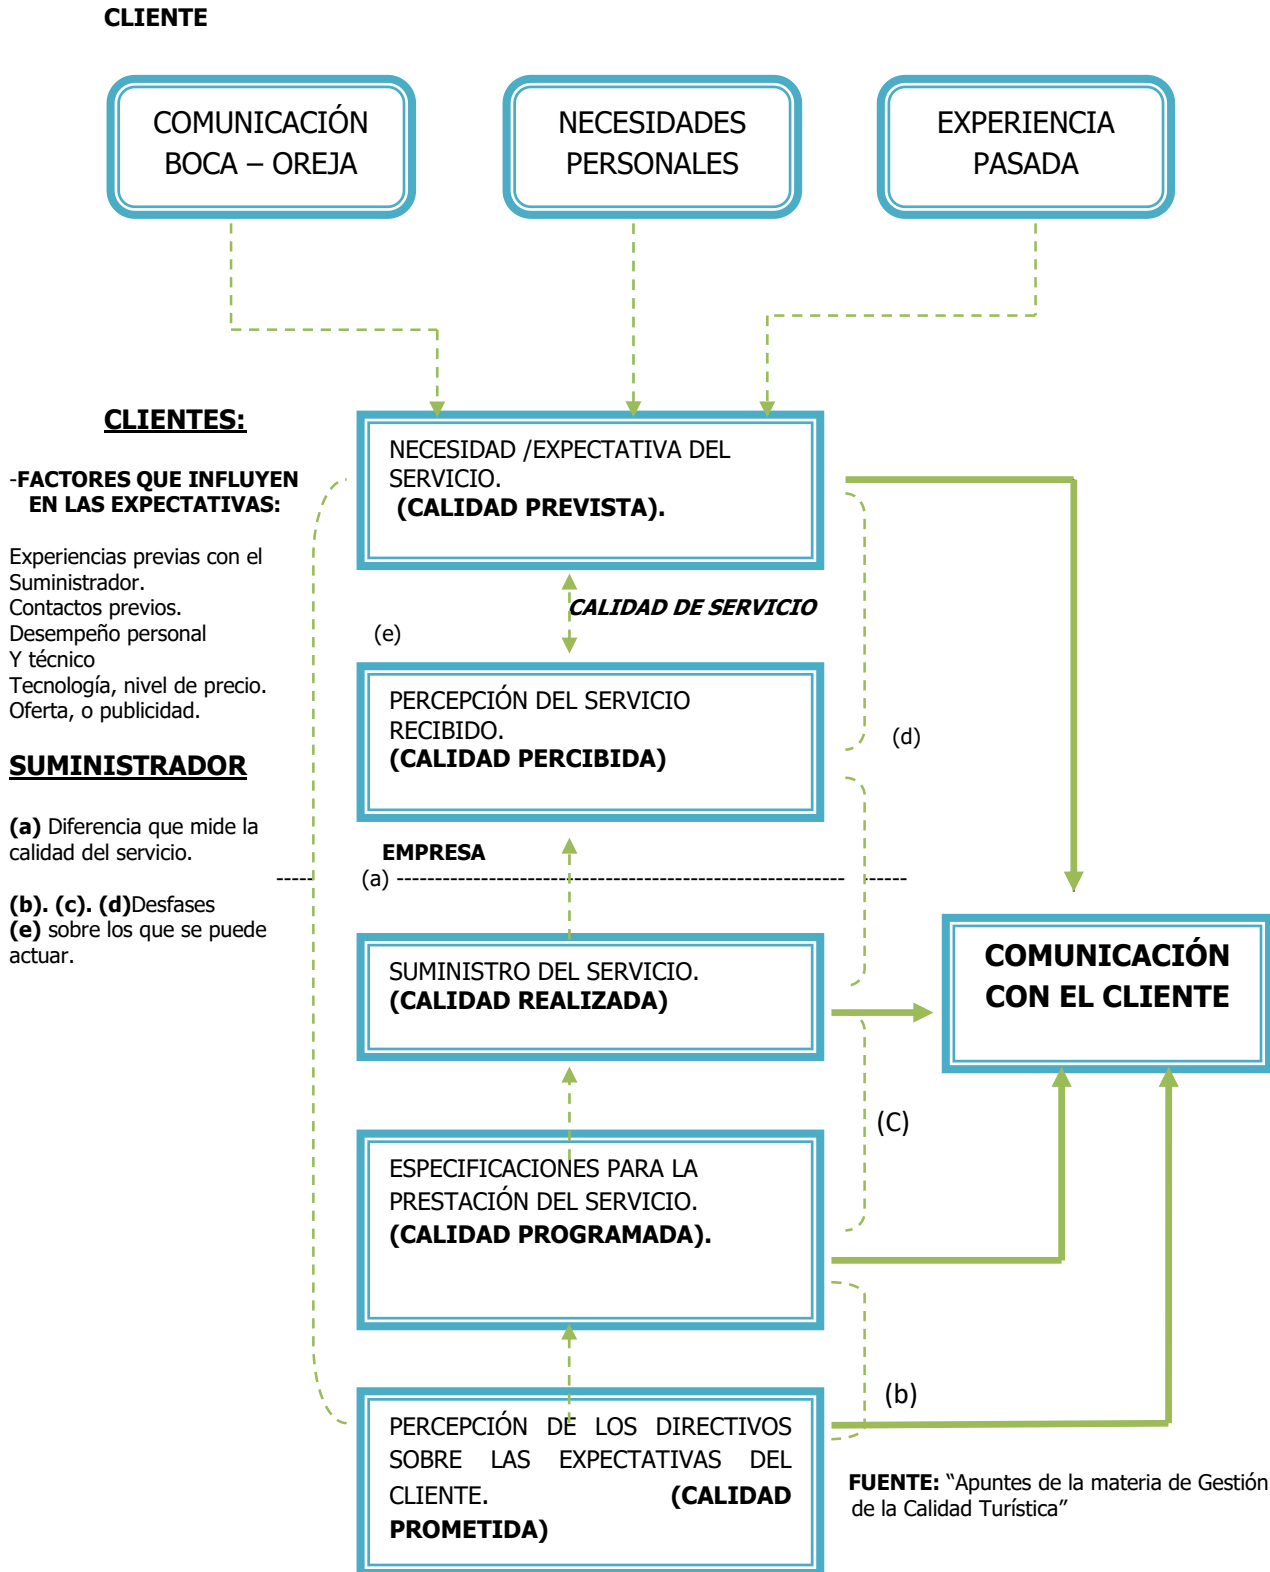 CLIENTE
COMUNICACIÓN
BOCA – OREJA
NECESIDADES
PERSONALES
EXPERIENCIA
PASADA
CLIENTES:
-FACTORES QUE INFLUYEN
EN LAS EXPECTATIVAS:
Experiencias previas con el
Suministrador.
Contactos previos.
Desempeño personal
Y técnico
Tecnología, nivel de precio.
Oferta, o publicidad.
SUMINISTRADOR
(a) Diferencia que mide la
calidad del servicio.
(b). (c). (d)Desfases
(e) sobre los que se puede
actuar.
NECESIDAD /EXPECTATIVA DEL
SERVICIO.
(CALIDAD PREVISTA).
CALIDAD DE SERVICIO
(e)
PERCEPCIÓN DEL SERVICIO
RECIBIDO.
(CALIDAD PERCIBIDA)
(d)
EMPRESA
(a)
SUMINISTRO DEL SERVICIO.
(CALIDAD REALIZADA)
COMUNICACIÓN
CON EL CLIENTE
(C)
ESPECIFICACIONES PARA LA
PRESTACIÓN DEL SERVICIO.
(CALIDAD PROGRAMADA).
(b)
PERCEPCIÓN DE LOS DIRECTIVOS
SOBRE LAS EXPECTATIVAS DEL
CLIENTE. (CALIDAD
PROMETIDA)
FUENTE: “Apuntes de la materia de Gestión
de la Calidad Turística”